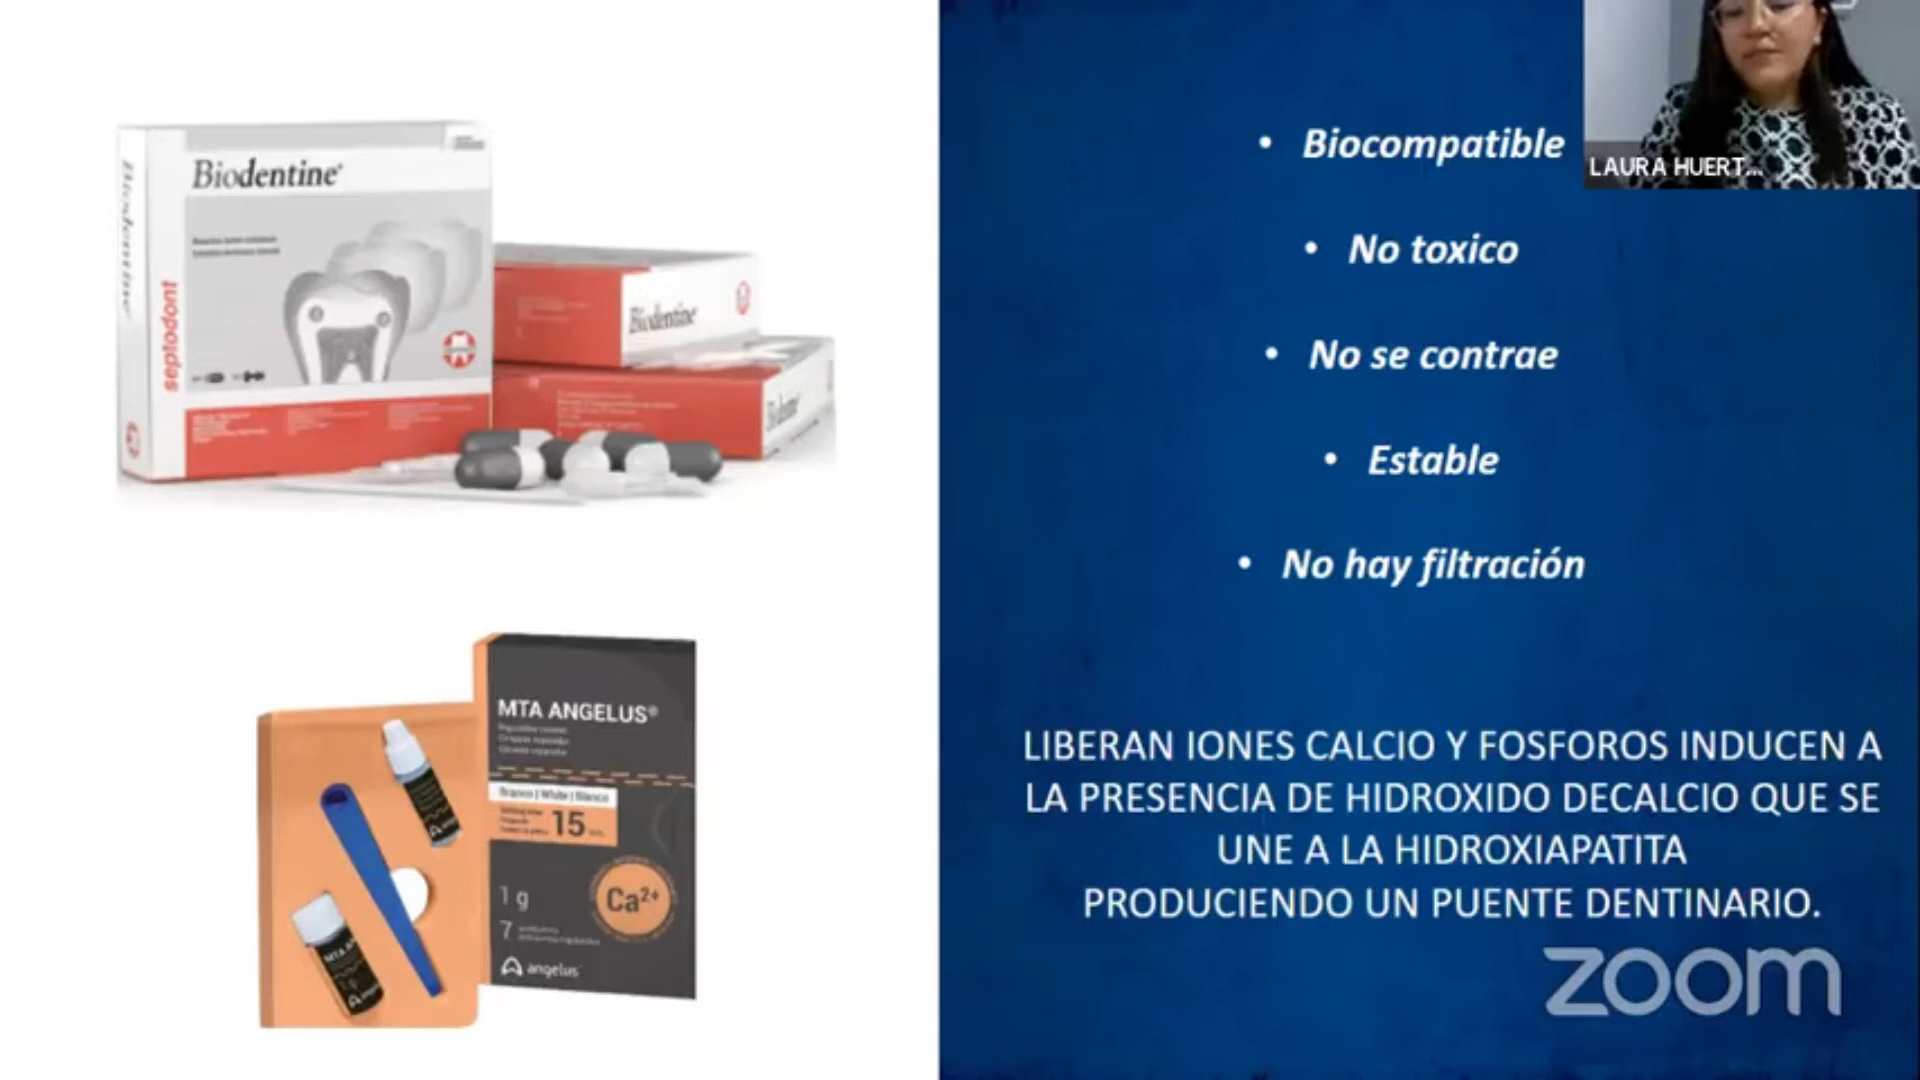 Biodentine
Biodentine
septodont
Biodentine
Biodentine
MTA ANGELUS®
Branco | White | Blanco
15
1 g
7
Ca²⁺
angelus
• Biocompatible
• No toxico
• No se contrae
• Estable
• No hay filtración
LIBERAN IONES CALCIO Y FOSFOROS INDUCEN A
LA PRESENCIA DE HIDROXIDO DECALCIO QUE SE
UNE A LA HIDROXIAPATITA
PRODUCIENDO UN PUENTE DENTINARIO.
LAURA HUERT...
zoom